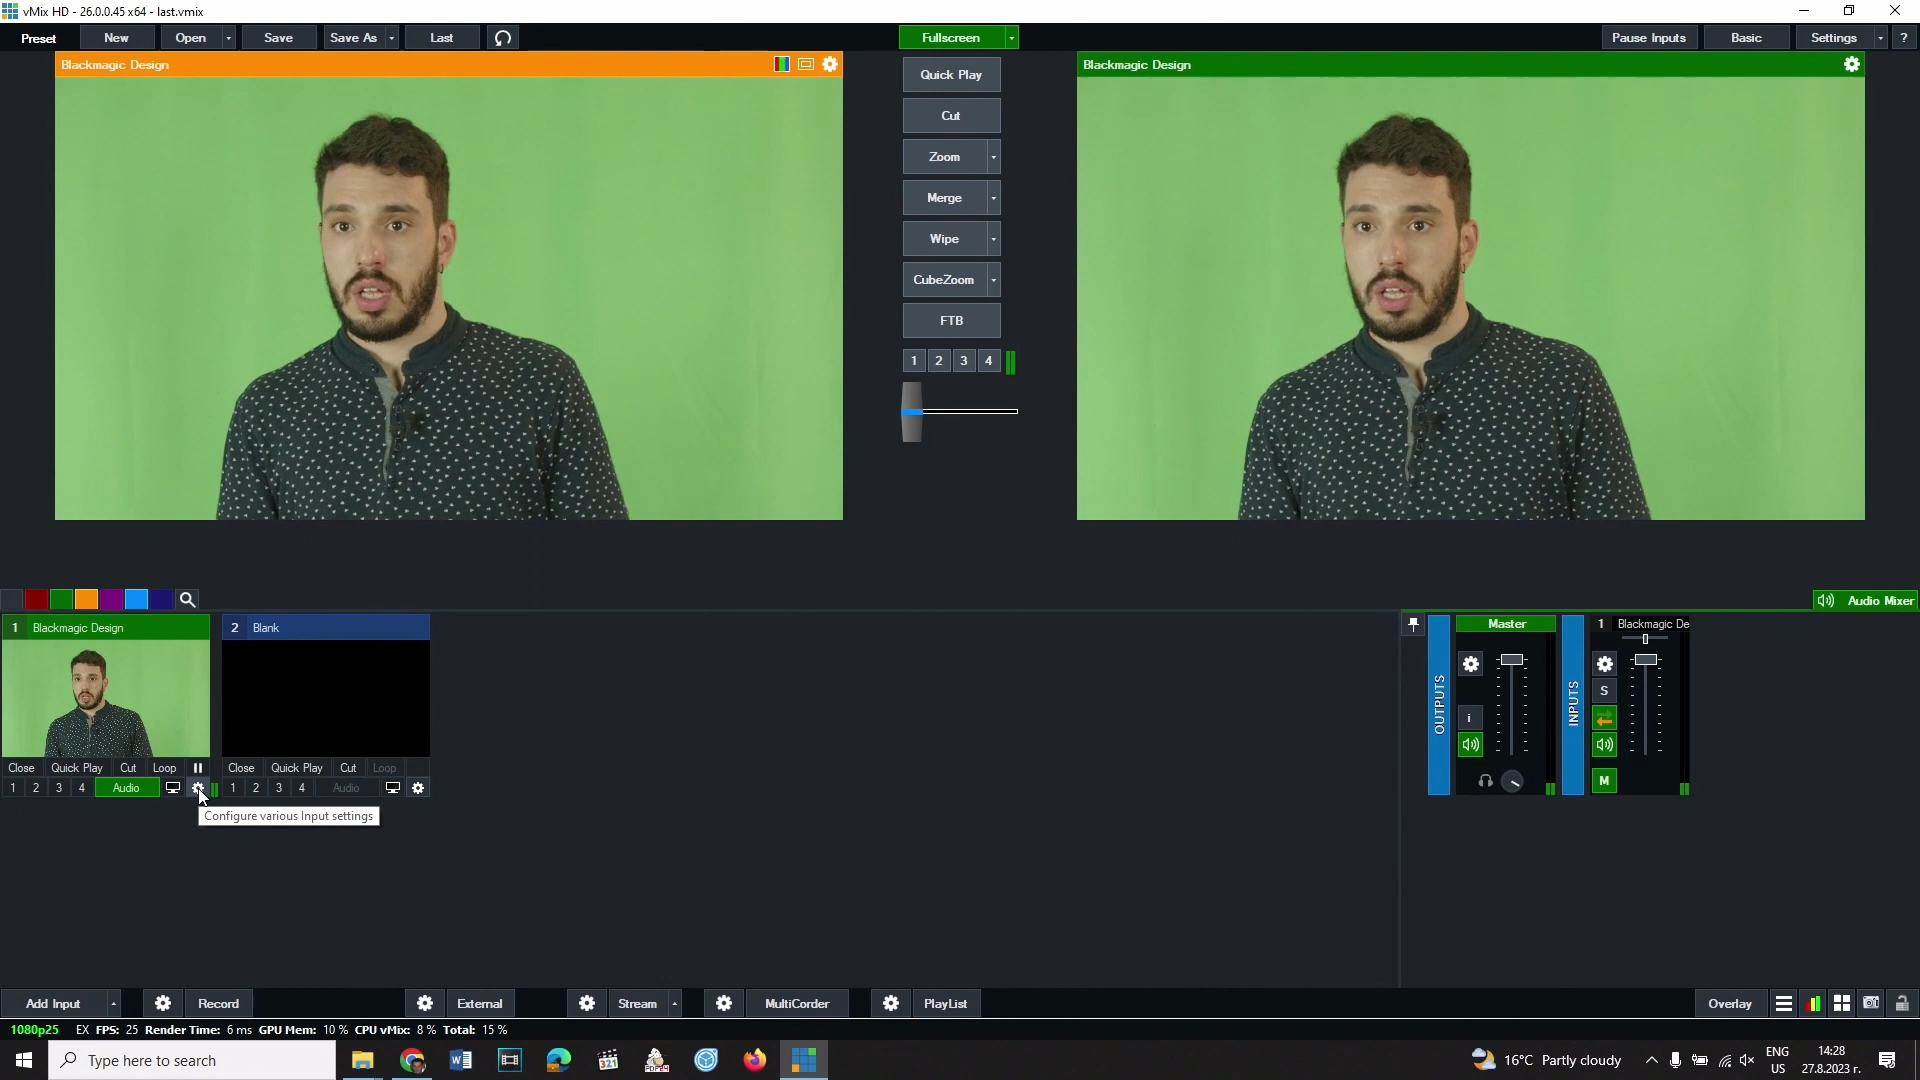 vMix HD - 26.0.0.45 x64 - last.vmix
Preset New Open Save Save As Last Fullscreen Pause Inputs Basic Settings ?
Blackmagic Design
Quick Play
Cut
Zoom
Merge
Wipe
CubeZoom
FTB
1 2 3 4
Blackmagic Design
Audio Mixer
1 Blackmagic Design
Close Quick Play Cut Loop
1 2 3 4 Audio
2 Blank
Close Quick Play Cut Loop
1 2 3 4 Audio
Configure various Input settings
OUTPUTS
Master
i
INPUTS
1 Blackmagic De
S
M
Add Input Record External Stream MultiCorder PlayList Overlay
1080p25 EX FPS: 25 Render Time: 6 ms GPU Mem: 10 % CPU vMix: 8 % Total: 15 %
Type here to search
321
PDF24
16°C Partly cloudy
ENG
US
14:28
27.8.2023 г.